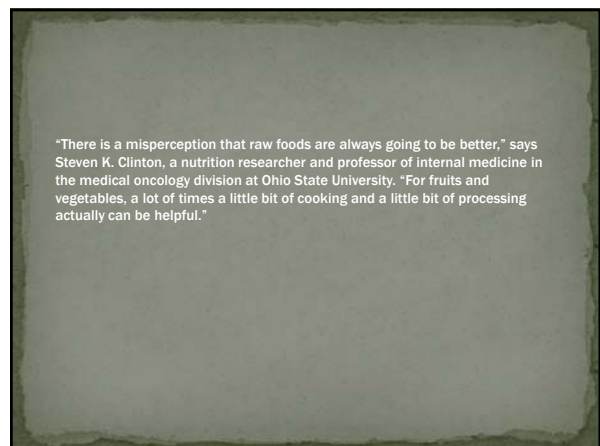 “There is a misperception that raw foods are always going to be better,” says
Steven K. Clinton, a nutrition researcher and professor of internal medicine in
the medical oncology division at Ohio State University. “For fruits and
vegetables, a lot of times a little bit of cooking and a little bit of processing
actually can be helpful.”